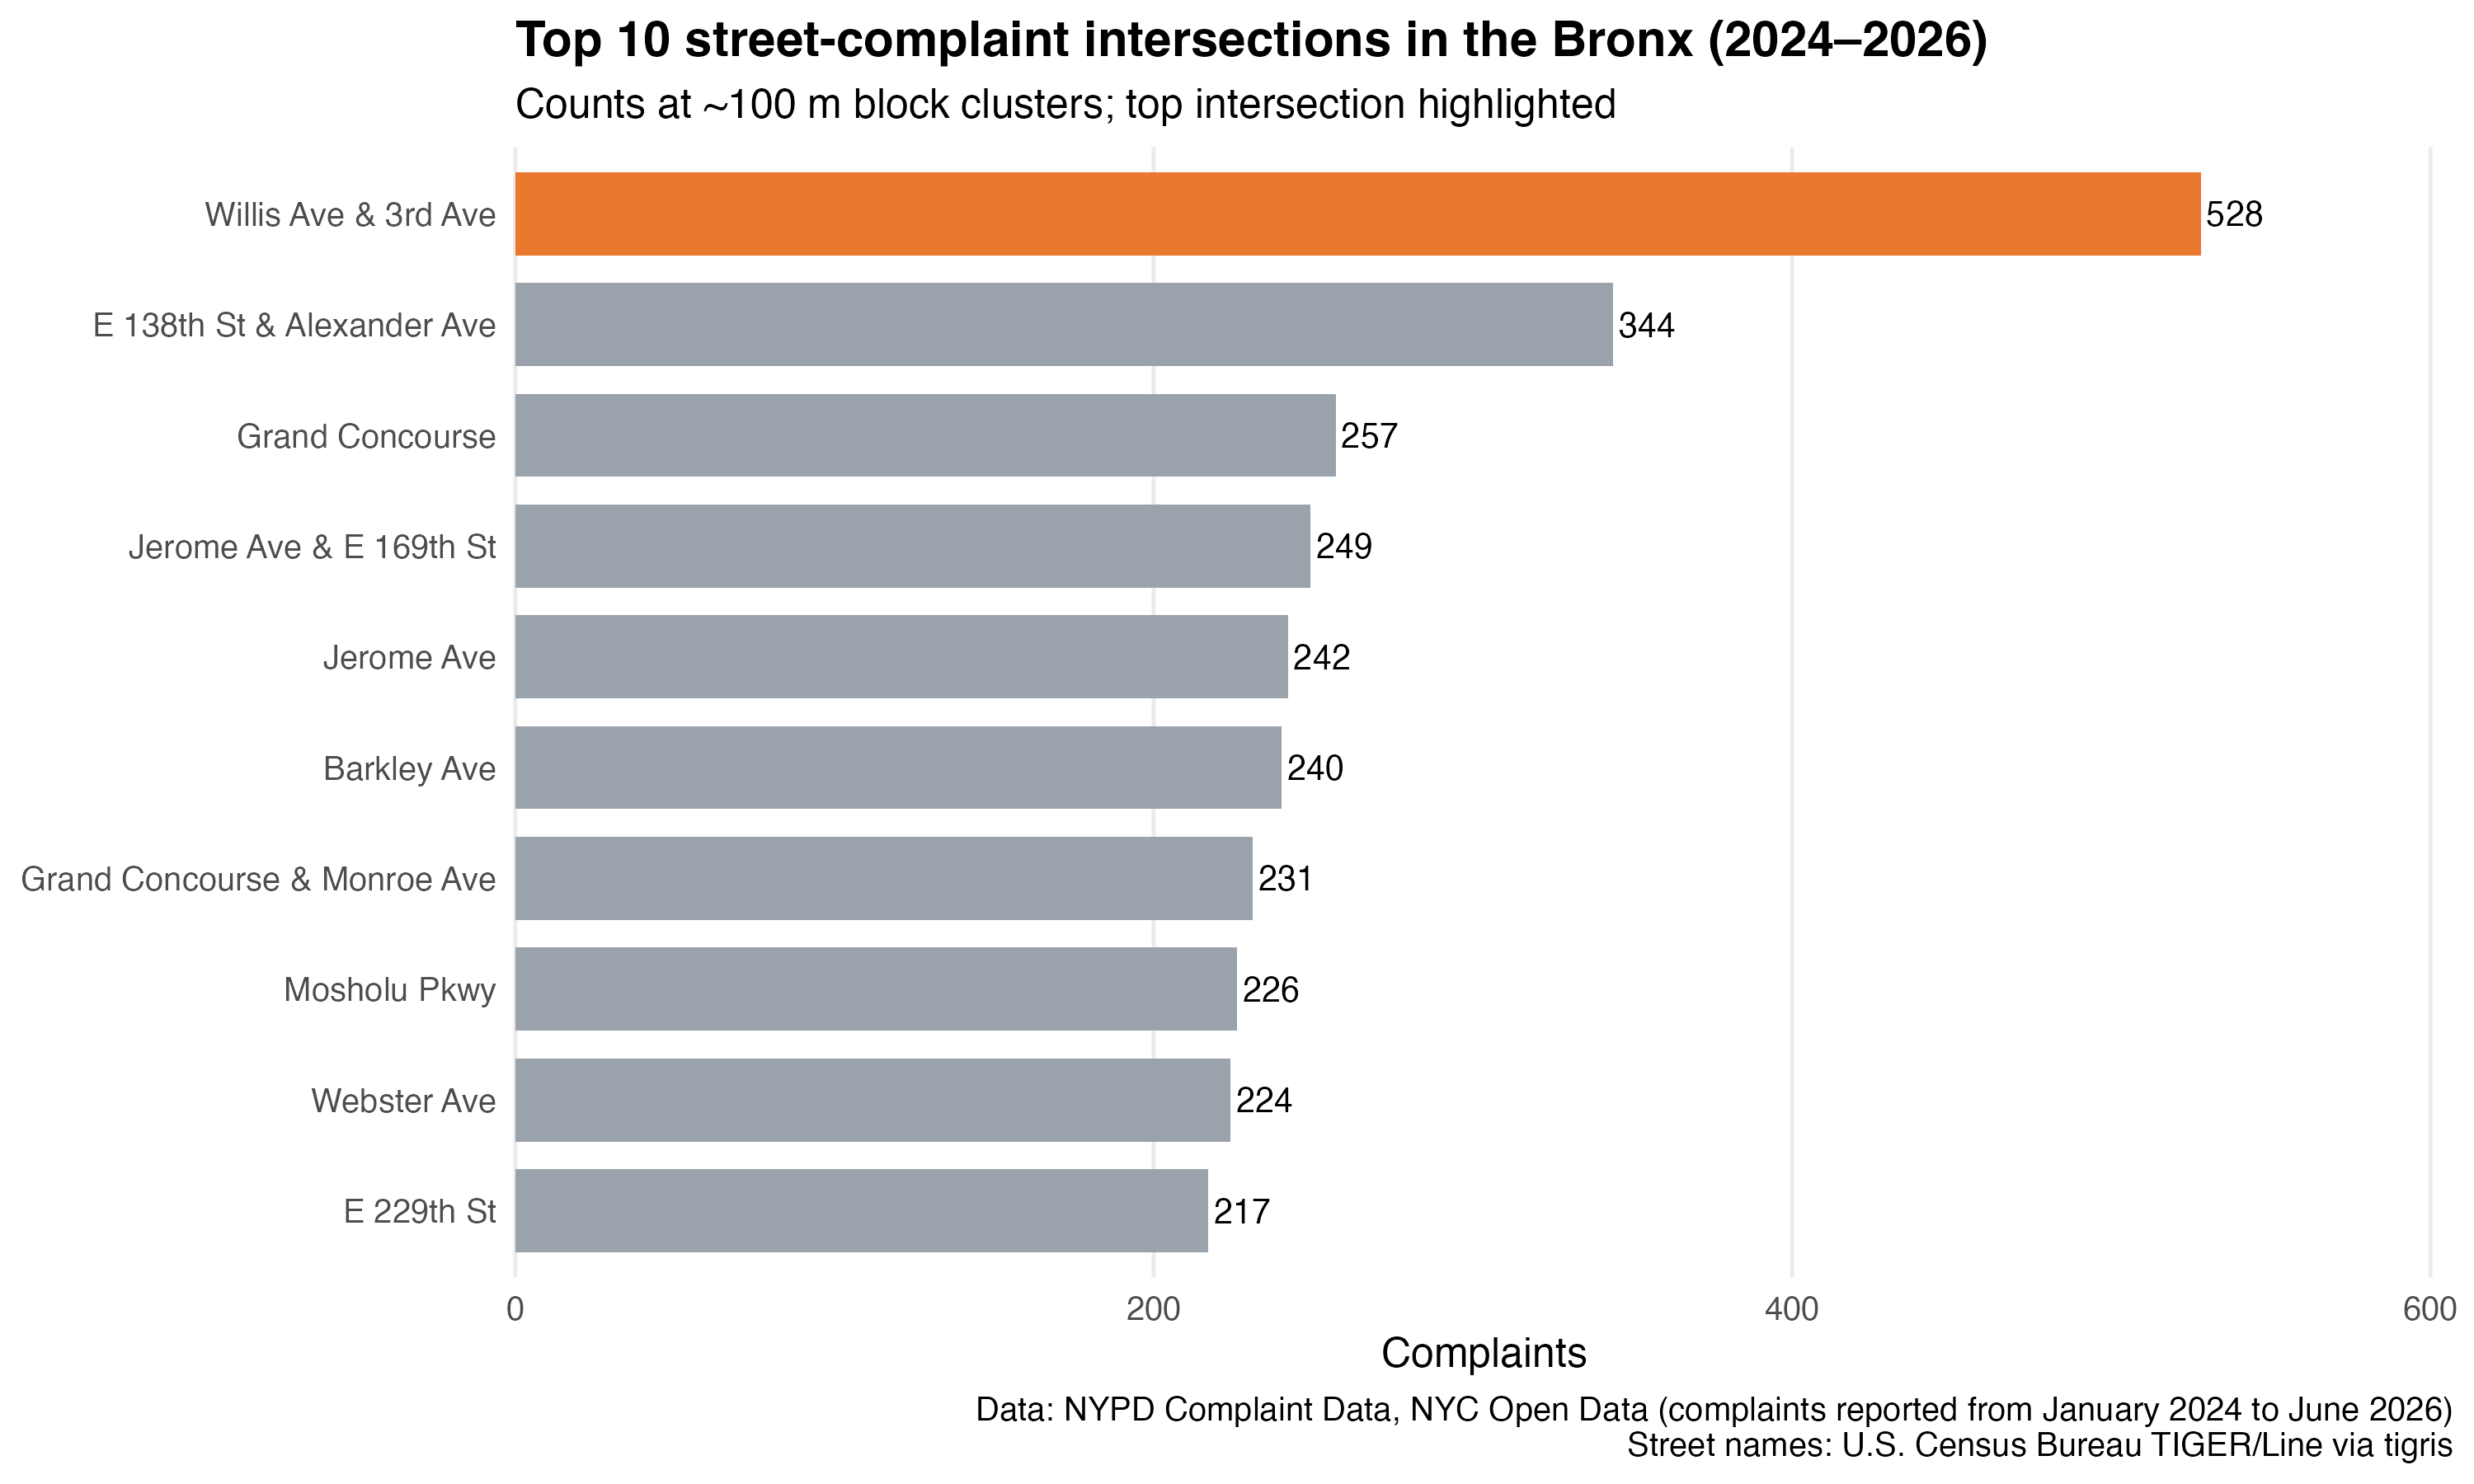 Top 10 street-complaint intersections in the Bronx (2024–2026)
Counts at ~100 m block clusters; top intersection highlighted
Willis Ave & 3rd Ave
528
E 138th St & Alexander Ave
344
Grand Concourse
257
Jerome Ave & E 169th St
249
Jerome Ave
242
Barkley Ave
240
Grand Concourse & Monroe Ave
231
Mosholu Pkwy
226
Webster Ave
224
E 229th St
217
0 200 400 600
Complaints
Data: NYPD Complaint Data, NYC Open Data (complaints reported from January 2024 to June 2026)
Street names: U.S. Census Bureau TIGER/Line via tigris